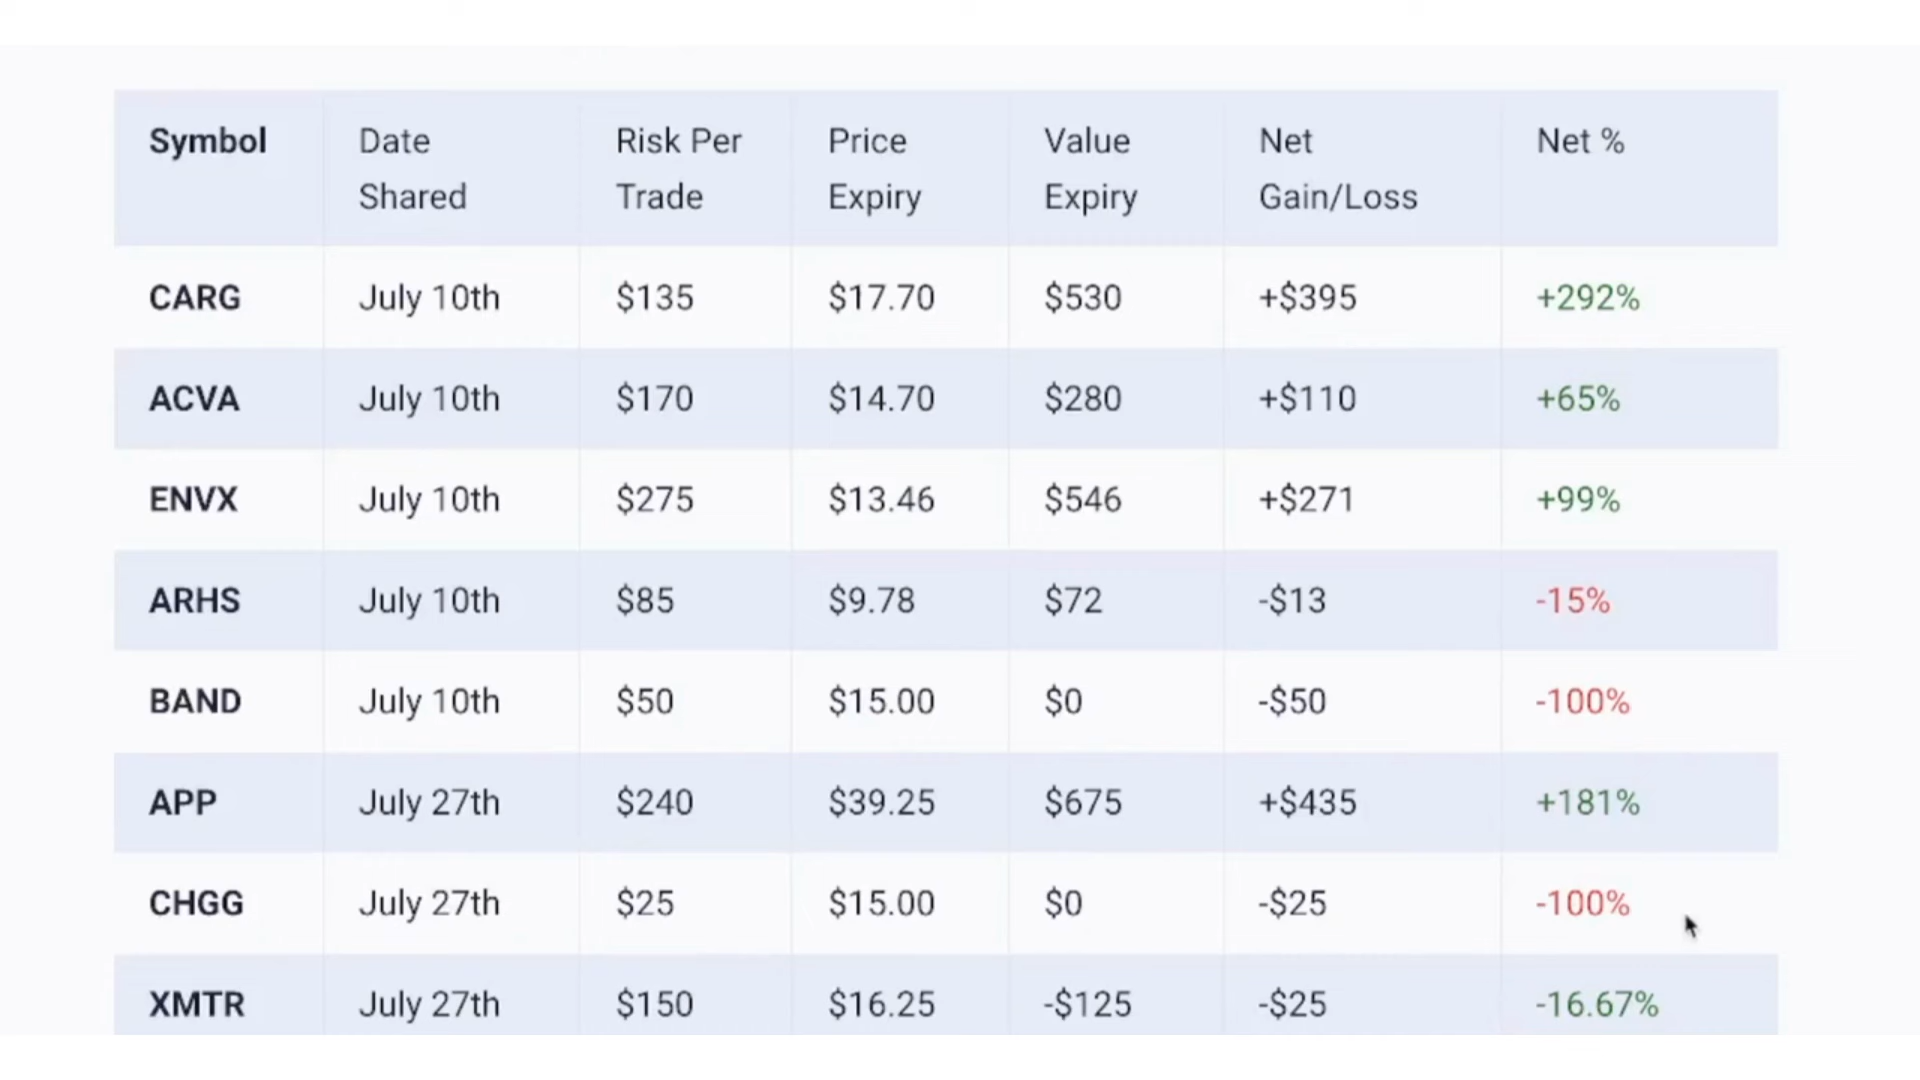 Symbol Date Shared Risk Per Trade Price Expiry Value Expiry Net Gain/Loss Net %
CARG July 10th $135 $17.70 $530 +$395 +292%
ACVA July 10th $170 $14.70 $280 +$110 +65%
ENVX July 10th $275 $13.46 $546 +$271 +99%
ARHS July 10th $85 $9.78 $72 -$13 -15%
BAND July 10th $50 $15.00 $0 -$50 -100%
APP July 27th $240 $39.25 $675 +$435 +181%
CHGG July 27th $25 $15.00 $0 -$25 -100%
XMTR July 27th $150 $16.25 -$125 -$25 -16.67%